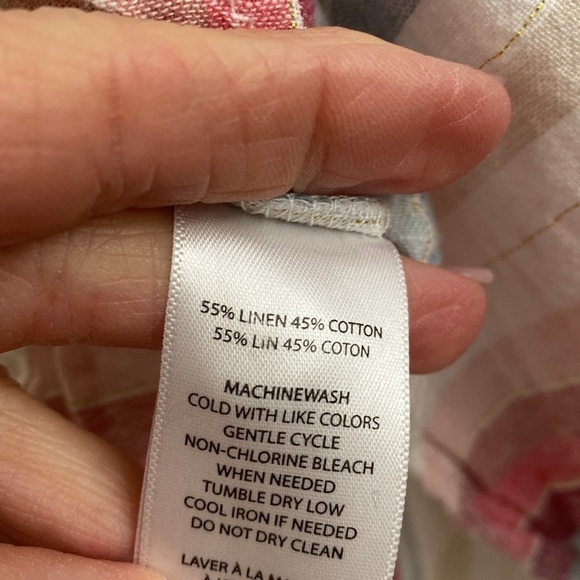 55% LINEN 45% COTTON
55% LIN 45% COTON
MACHINEWASH
COLD WITH LIKE COLORS
GENTLE CYCLE
NON-CHLORINE BLEACH
WHEN NEEDED
TUMBLE DRY LOW
COOL IRON IF NEEDED
DO NOT DRY CLEAN
LAVER À LA